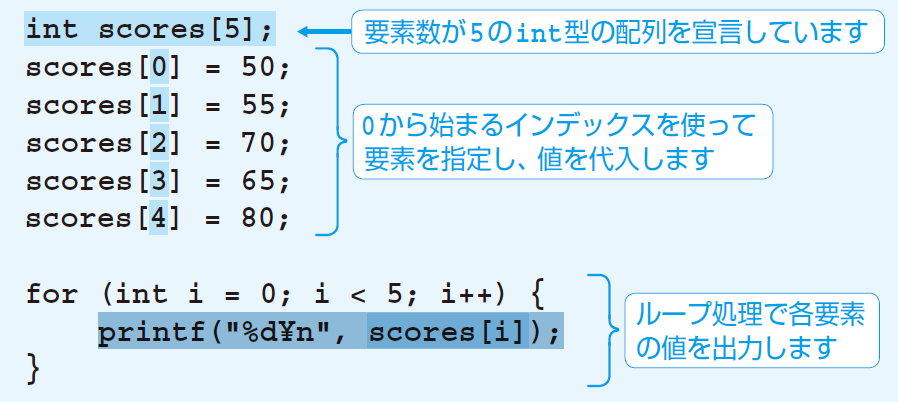 int scores[5];
要素数が5のint型の配列を宣言しています
scores[0] = 50;
scores[1] = 55;
scores[2] = 70;
scores[3] = 65;
scores[4] = 80;
0から始まるインデックスを使って
要素を指定し、値を代入します
for (int i = 0; i < 5; i++) {
printf("%d¥n", scores[i]);
}
ループ処理で各要素
の値を出力します